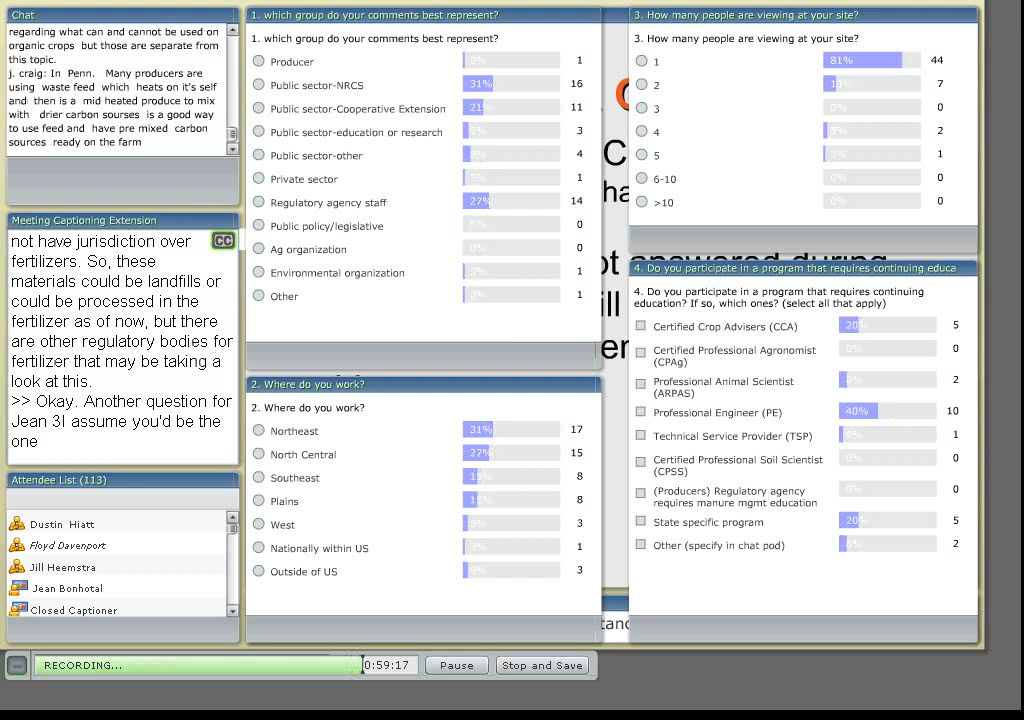 Chat
regarding what can and cannot be used on
organic crops but those are separate from
this topic.
j. craig: In Penn. Many producers are
using waste feed which heats on it's self
and then is a mid heated produce to mix
with drier carbon sourses is a good way
to use feed and have pre mixed carbon
sources ready on the farm
Meeting Captioning Extension
CC
not have jurisdiction over
fertilizers. So, these
materials could be landfills or
could be processed in the
fertilizer as of now, but there
are other regulatory bodies for
fertilizer that may be taking a
look at this.
>> Okay. Another question for
Jean 3I assume you'd be the
one
Attendee List (113)
Dustin Hiatt
Floyd Davenport
Jill Heemstra
Jean Bonhotal
Closed Captioner
1. which group do your comments best represent?
1. which group do your comments best represent?
Producer 1
Public sector-NRCS 31% 16
Public sector-Cooperative Extension 21% 11
Public sector-education or research 3
Public sector-other 4
Private sector 1
Regulatory agency staff 27% 14
Public policy/legislative 0
Ag organization 0
Environmental organization 1
Other 1
2. Where do you work?
2. Where do you work?
Northeast 31% 17
North Central 27% 15
Southeast 8
Plains 8
West 3
Nationally within US 1
Outside of US 3
3. How many people are viewing at your site?
3. How many people are viewing at your site?
1 81% 44
2 7
3 0
4 2
5 1
6-10 0
>10 0
4. Do you participate in a program that requires continuing educa
4. Do you participate in a program that requires continuing
education? If so, which ones? (select all that apply)
Certified Crop Advisers (CCA) 20% 5
Certified Professional Agronomist
(CPAg) 0% 0
Professional Animal Scientist
(ARPAS) 2
Professional Engineer (PE) 40% 10
Technical Service Provider (TSP) 1
Certified Professional Soil Scientist
(CPSS) 0% 0
(Producers) Regulatory agency
requires manure mgmt education 0% 0
State specific program 20% 5
Other (specify in chat pod) 2
RECORDING...
0:59:17
Pause
Stop and Save